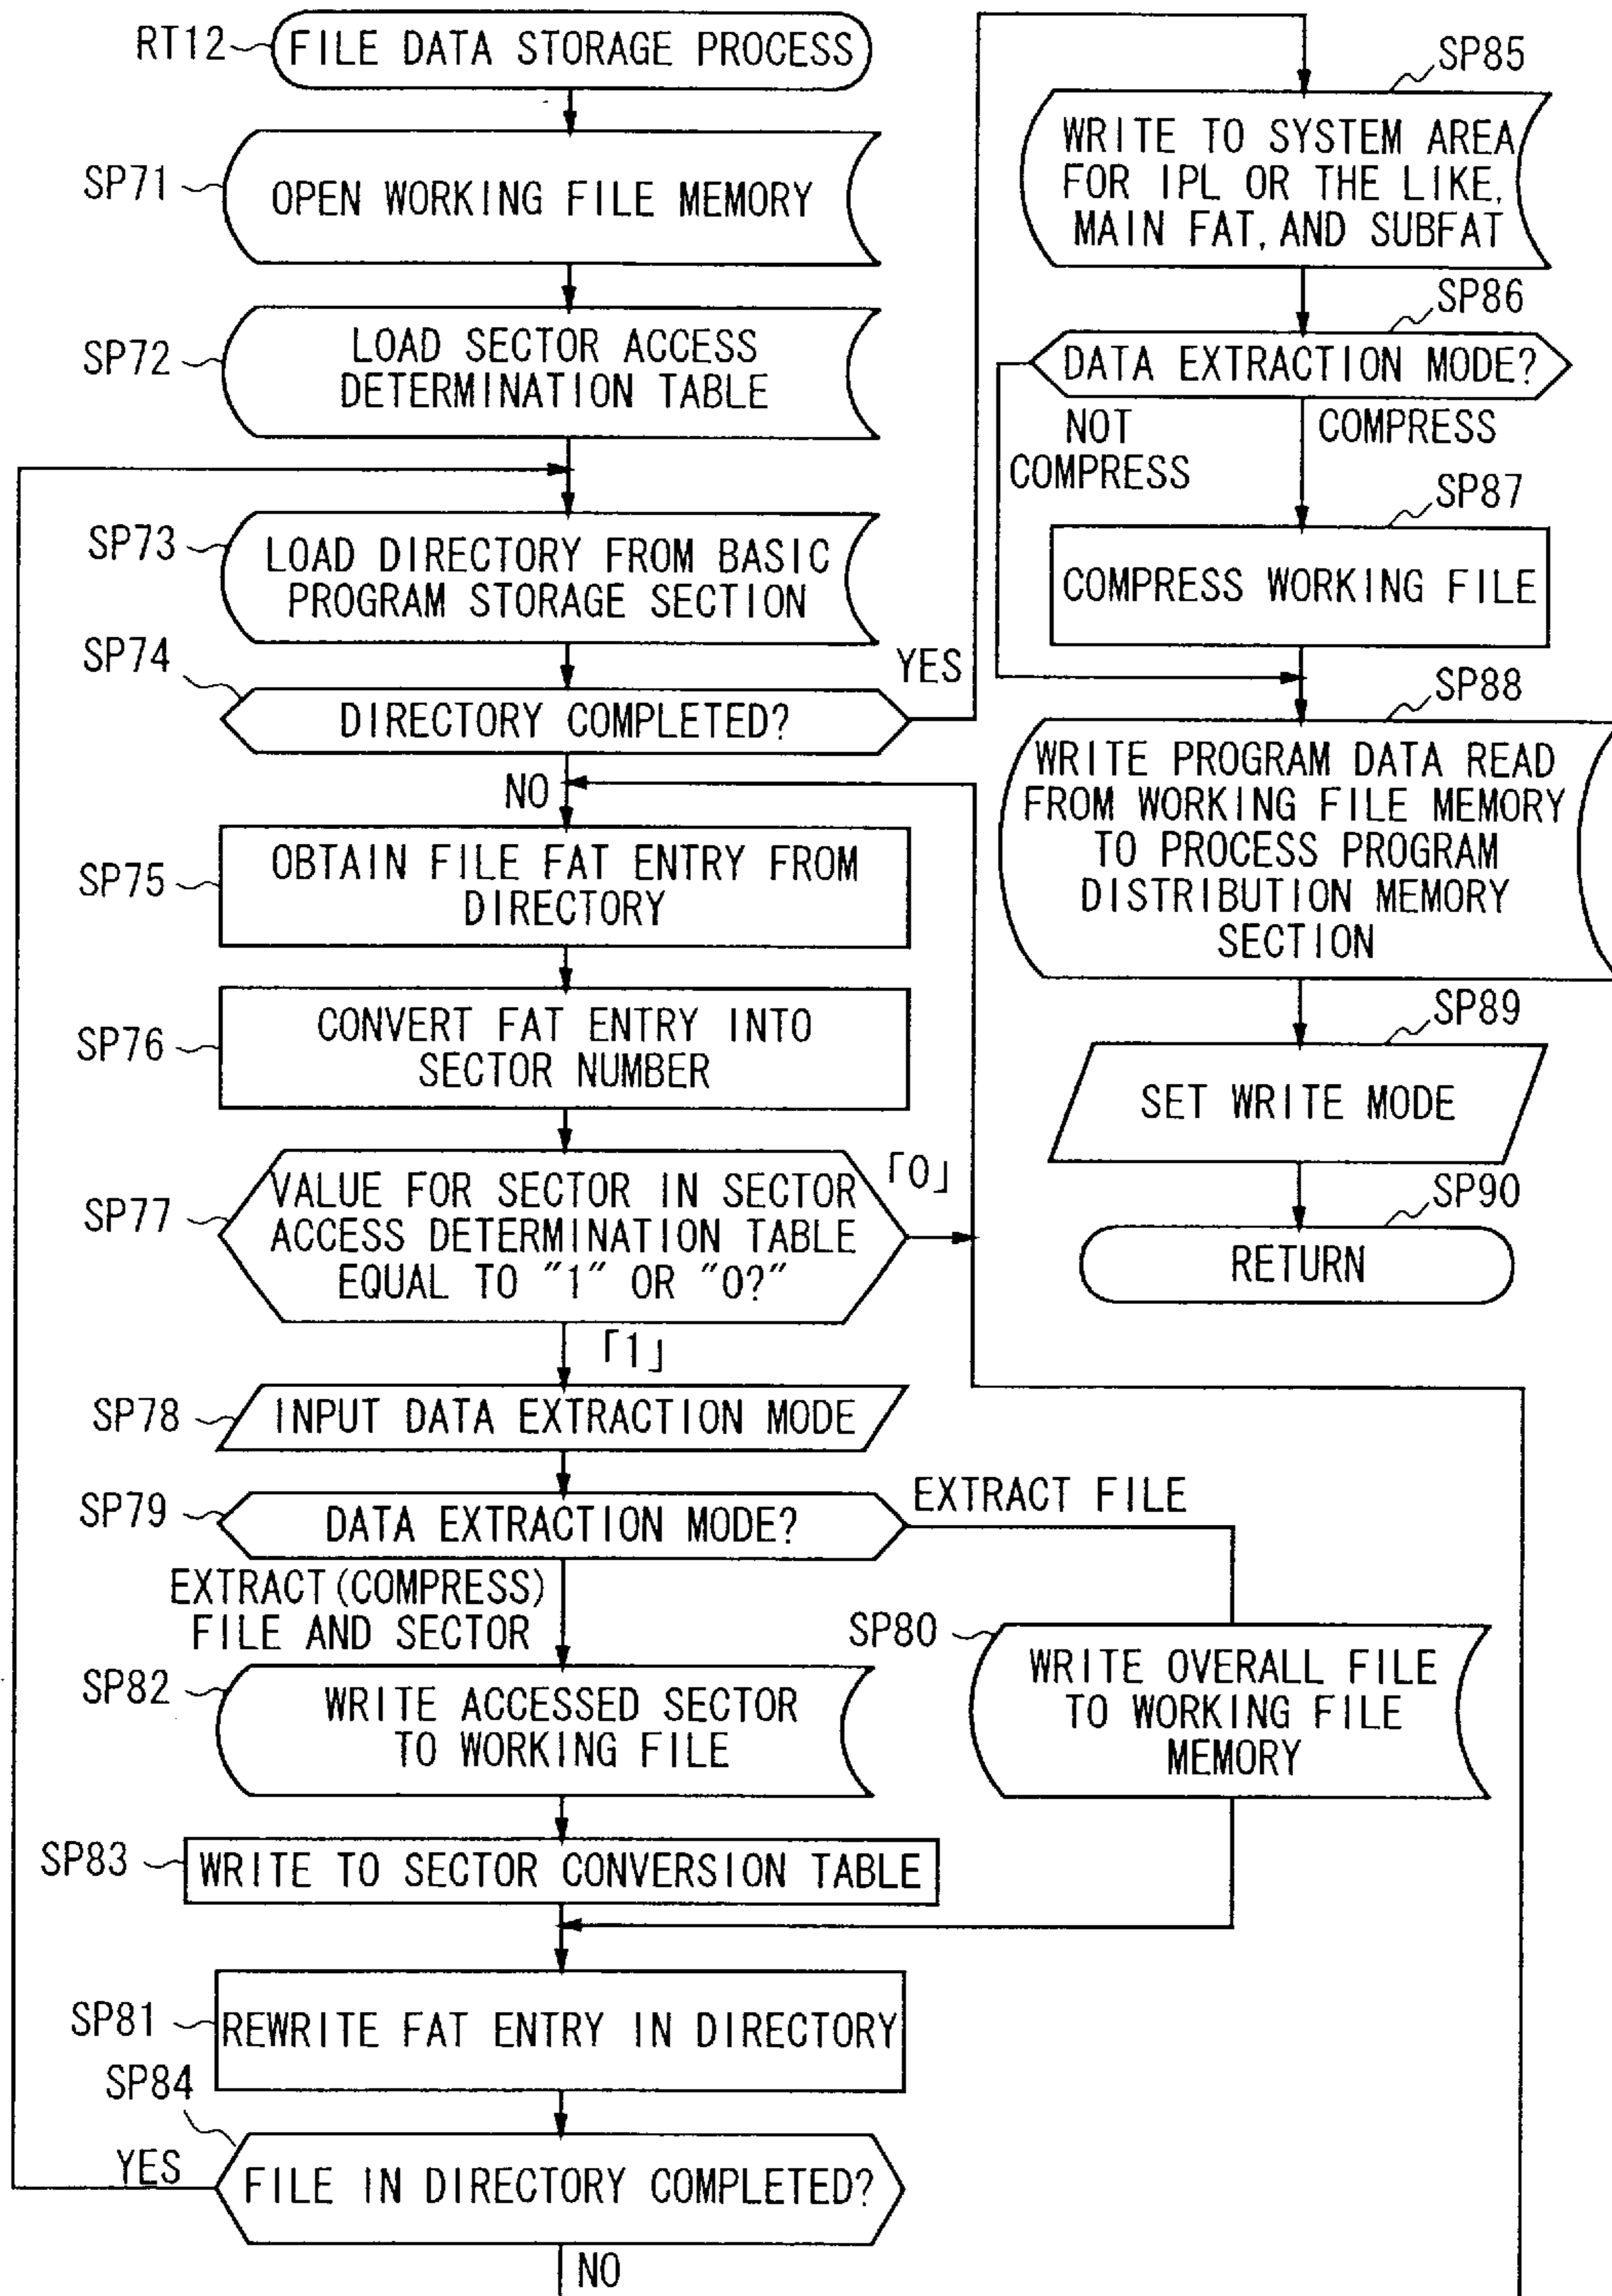 RT12
FILE DATA STORAGE PROCESS
SP71
OPEN WORKING FILE MEMORY
SP72
LOAD SECTOR ACCESS
DETERMINATION TABLE
SP73
LOAD DIRECTORY FROM BASIC
PROGRAM STORAGE SECTION
SP74
YES
DIRECTORY COMPLETED?
NO
SP75
OBTAIN FILE FAT ENTRY FROM
DIRECTORY
SP76
CONVERT FAT ENTRY INTO
SECTOR NUMBER
SP77
VALUE FOR SECTOR IN SECTOR
ACCESS DETERMINATION TABLE
EQUAL TO "1" OR "0?"
「0」
「1」
SP78
INPUT DATA EXTRACTION MODE
SP79
DATA EXTRACTION MODE?
EXTRACT FILE
EXTRACT(COMPRESS)
FILE AND SECTOR
SP80
WRITE OVERALL FILE
TO WORKING FILE
MEMORY
SP82
WRITE ACCESSED SECTOR
TO WORKING FILE
SP83
WRITE TO SECTOR CONVERSION TABLE
SP81
REWRITE FAT ENTRY IN DIRECTORY
SP84
YES
FILE IN DIRECTORY COMPLETED?
NO
SP85
WRITE TO SYSTEM AREA
FOR IPL OR THE LIKE,
MAIN FAT, AND SUBFAT
SP86
DATA EXTRACTION MODE?
NOT
COMPRESS
COMPRESS
SP87
COMPRESS WORKING FILE
SP88
WRITE PROGRAM DATA READ
FROM WORKING FILE MEMORY
TO PROCESS PROGRAM
DISTRIBUTION MEMORY
SECTION
SP89
SET WRITE MODE
SP90
RETURN